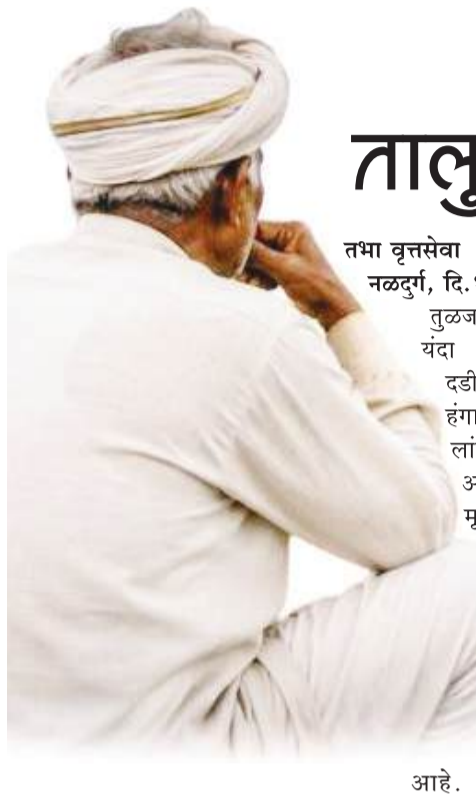 तालु
तभा वृत्तसेवा
नळदुर्ग, दि.
तुळज
यंदा
दडी
हंगा
लां
अ
मू
आहे.